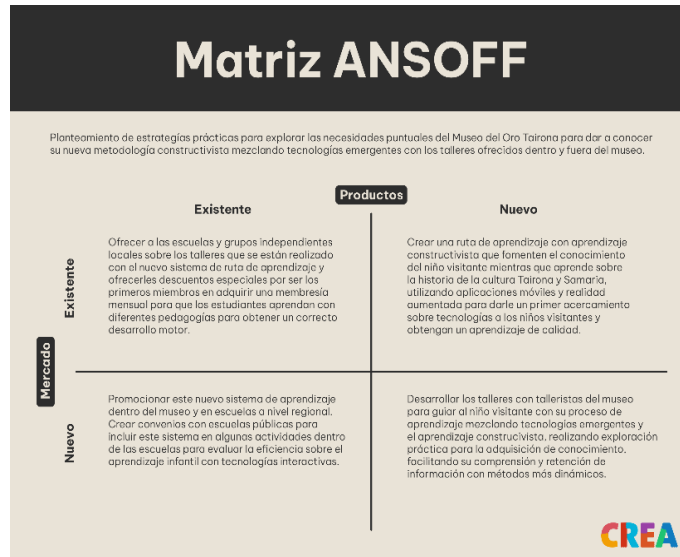 Matriz ANSOFF
Planteamiento de estrategias prácticas para explorar las necesidades puntuales del Museo del Oro Tairona para dar a conocer
su nueva metodología constructivista mezclando tecnologías emergentes con los talleres ofrecidos dentro y fuera del museo.
Productos
Existente
Nuevo
Mercado
Existente
Ofrecer a las escuelas y grupos independientes
locales sobre los talleres que se están realizado
con el nuevo sistema de ruta de aprendizaje y
ofrecerles descuentos especiales por ser los
primeros miembros en adquirir una membresía
mensual para que los estudiantes aprendan con
diferentes pedagogías para obtener un correcto
desarrollo motor.
Crear una ruta de aprendizaje con aprendizaje
constructivista que fomenten el conocimiento
del niño visitante mientras que aprende sobre
la historia de la cultura Tairona y Samaria,
utilizando aplicaciones móviles y realidad
aumentada para darle un primer acercamiento
sobre tecnologías a los niños visitantes y
obtengan un aprendizaje de calidad.
Nuevo
Promocionar este nuevo sistema de aprendizaje
dentro del museo y en escuelas a nivel regional.
Crear convenios con escuelas públicas para
incluir este sistema en algunas actividades dentro
de las escuelas para evaluar la eficiencia sobre el
aprendizaje infantil con tecnologías interactivas.
Desarrollar los talleres con talleristas del museo
para guiar al niño visitante con su proceso de
aprendizaje mezclando tecnologías emergentes y
el aprendizaje construcivista, realizando exploración
práctica para la adquisición de conocimiento,
facilitando su comprensión y retención de
información con métodos más dinámicos.
CREA